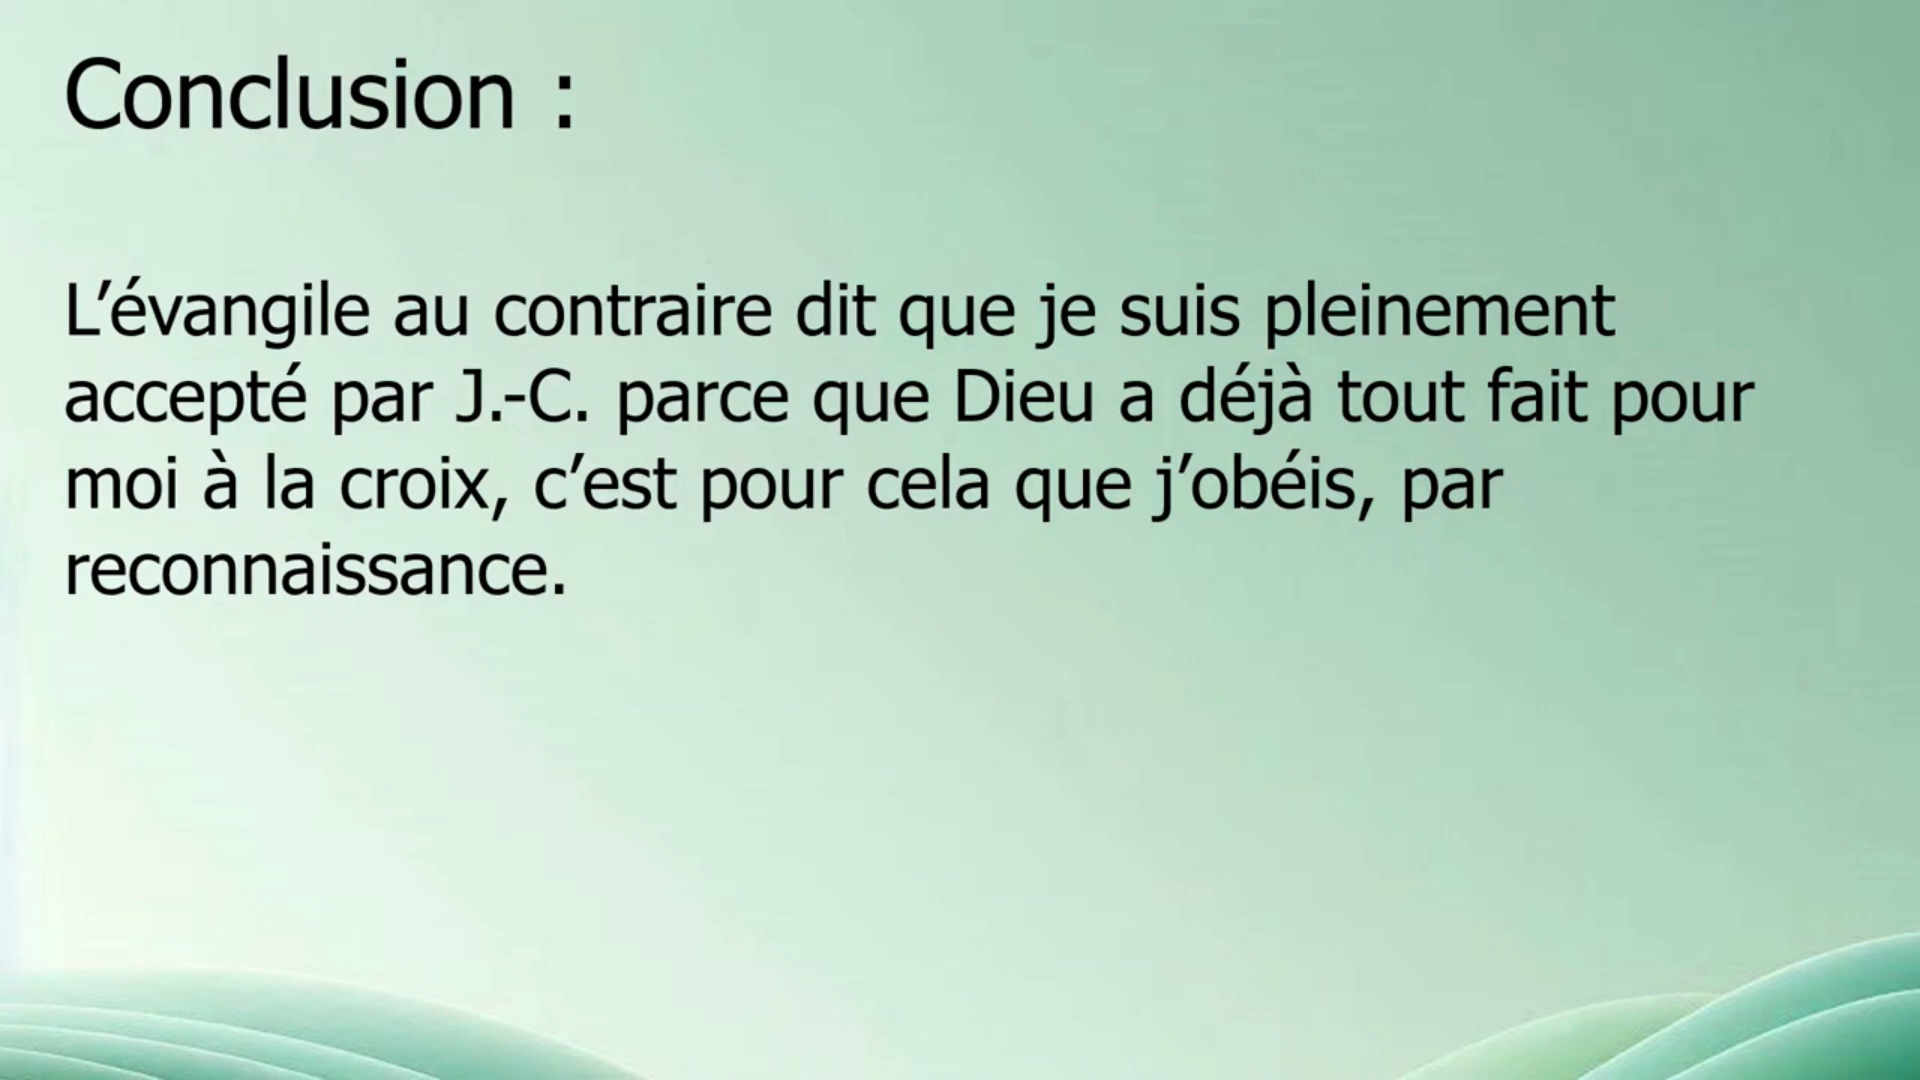 Conclusion :
L’évangile au contraire dit que je suis pleinement
accepté par J.-C. parce que Dieu a déjà tout fait pour
moi à la croix, c’est pour cela que j’obéis, par
reconnaissance.